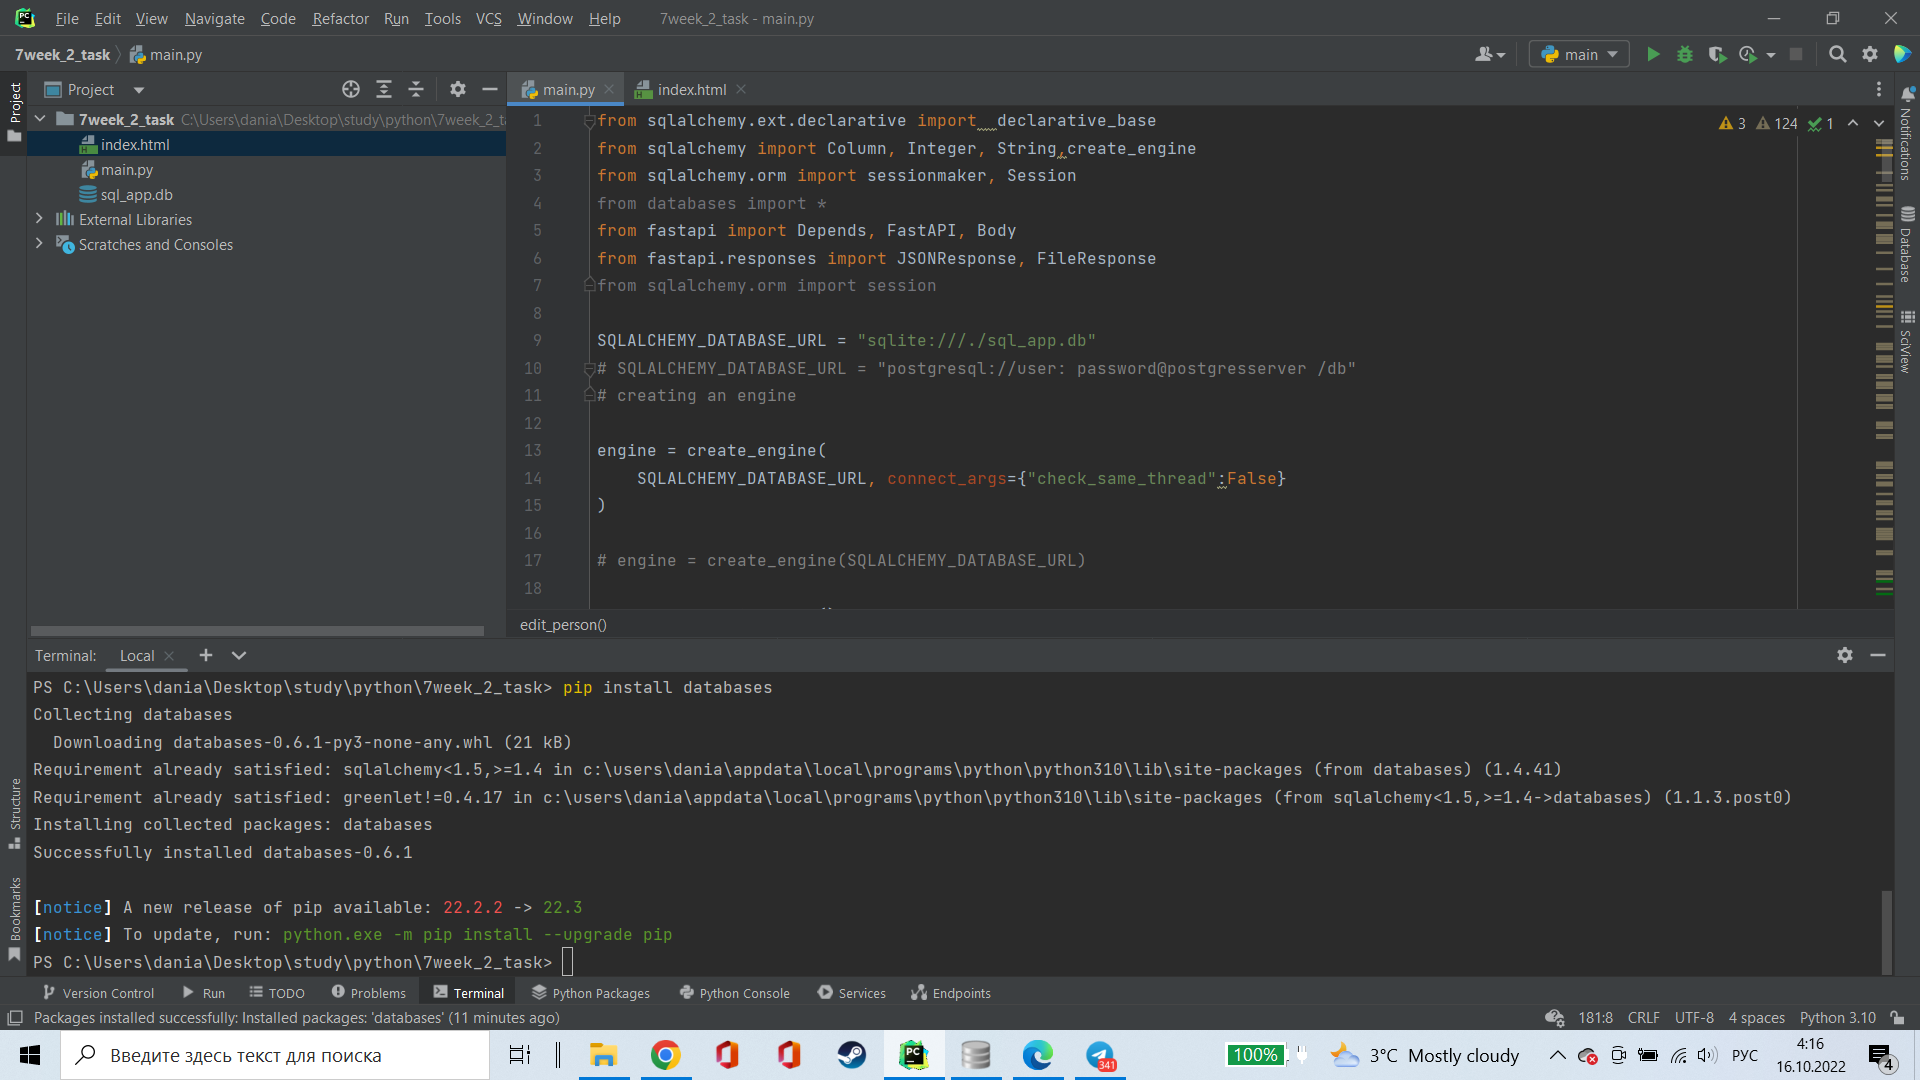 File Edit View Navigate Code Refactor Run Tools VCS Window Help 7week_2_task - main.py
7week_2_task main.py
main
Project
Project
main.py
index.html
7week_2_task C:\Users\dania\Desktop\study\python\7week_2_t
index.html
main.py
sql_app.db
External Libraries
Scratches and Consoles
3 124 1
1 from sqlalchemy.ext.declarative import  declarative_base
2 from sqlalchemy import Column, Integer, String,create_engine
3 from sqlalchemy.orm import sessionmaker, Session
4 from databases import *
5 from fastapi import Depends, FastAPI, Body
6 from fastapi.responses import JSONResponse, FileResponse
7 from sqlalchemy.orm import session
8
9 SQLALCHEMY_DATABASE_URL = "sqlite:///./sql_app.db"
10 # SQLALCHEMY_DATABASE_URL = "postgresql://user: password@postgresserver /db"
11 # creating an engine
12
13 engine = create_engine(
14     SQLALCHEMY_DATABASE_URL, connect_args={"check_same_thread":False}
15 )
16
17 # engine = create_engine(SQLALCHEMY_DATABASE_URL)
18
edit_person()
Notifications
Database
SciView
Structure
Bookmarks
Terminal: Local
PS C:\Users\dania\Desktop\study\python\7week_2_task> pip install databases
Collecting databases
  Downloading databases-0.6.1-py3-none-any.whl (21 kB)
Requirement already satisfied: sqlalchemy<1.5,>=1.4 in c:\users\dania\appdata\local\programs\python\python310\lib\site-packages (from databases) (1.4.41)
Requirement already satisfied: greenlet!=0.4.17 in c:\users\dania\appdata\local\programs\python\python310\lib\site-packages (from sqlalchemy<1.5,>=1.4->databases) (1.1.3.post0)
Installing collected packages: databases
Successfully installed databases-0.6.1
[notice] A new release of pip available: 22.2.2 -> 22.3
[notice] To update, run: python.exe -m pip install --upgrade pip
PS C:\Users\dania\Desktop\study\python\7week_2_task>
Version Control Run TODO Problems Terminal Python Packages Python Console Services Endpoints
Packages installed successfully: Installed packages: 'databases' (11 minutes ago) 181:8 CRLF UTF-8 4 spaces Python 3.10
Введите здесь текст для поиска
341
100%
3°C Mostly cloudy
РУС
4:16
16.10.2022
4